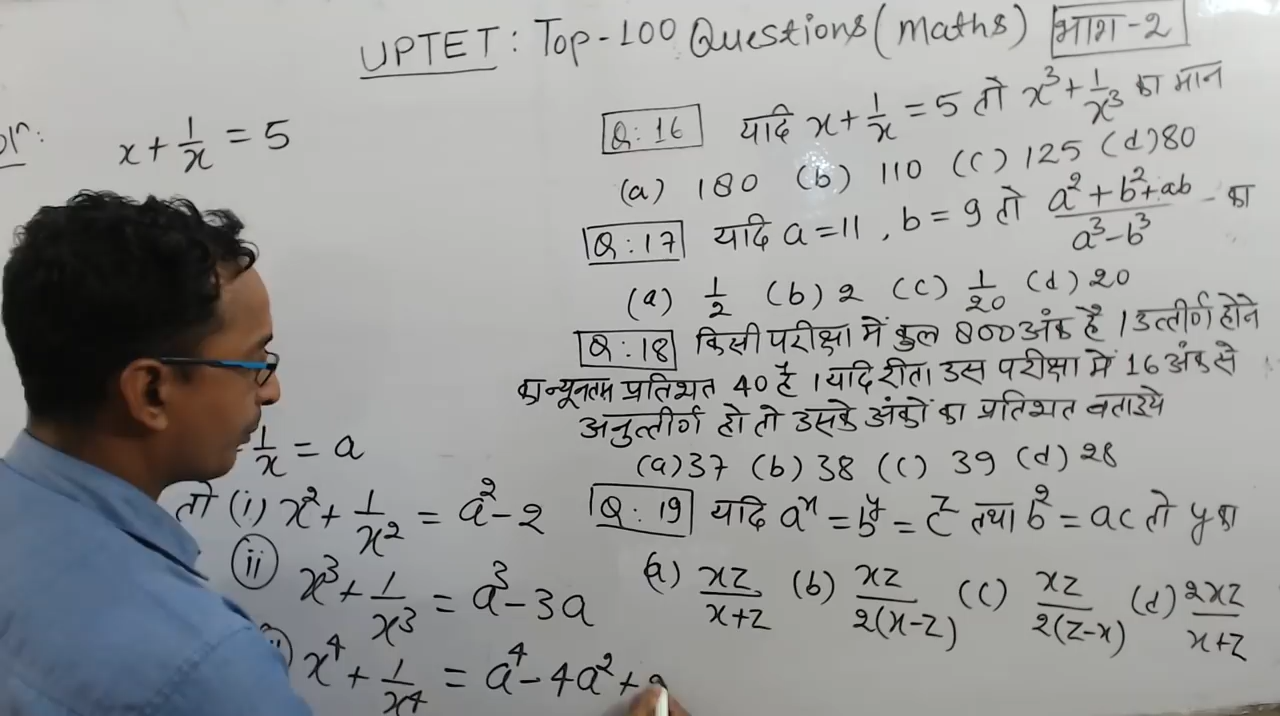 UPTET: Top-100 Questions (Maths) भाग-2
x + 1/x = 5
Q:16 यदि x + 1/x = 5 तो x³ + 1/x³ का मान
(a) 180 (b) 110 (c) 125 (d) 80
Q:17 यदि a = 11, b = 9 तो (a² + b² + ab)/(a³ - b³) - का
(a) 1/2 (b) 2 (c) 1/20 (d) 20
Q:18 किसी परीक्षा में कुल 800 अंक है । उत्तीर्ण होने
का न्यूनतम प्रतिशत 40 है । यदि रीता उस परीक्षा में 16 अंक से
अनुत्तीर्ण हो तो उसके अंकों का प्रतिशत बताइये
(a) 37 (b) 38 (c) 39 (d) 28
Q:19 यदि aˣ = bʸ = cᶻ तथा b² = ac तो y का
(a) xz/(x+z) (b) xz/2(x-z) (c) xz/2(z-x) (d) 2xz/(x+z)
1/x = a
तो (i) x² + 1/x² = a² - 2
(ii) x³ + 1/x³ = a³ - 3a
x⁴ + 1/x⁴ = a⁴ - 4a² +